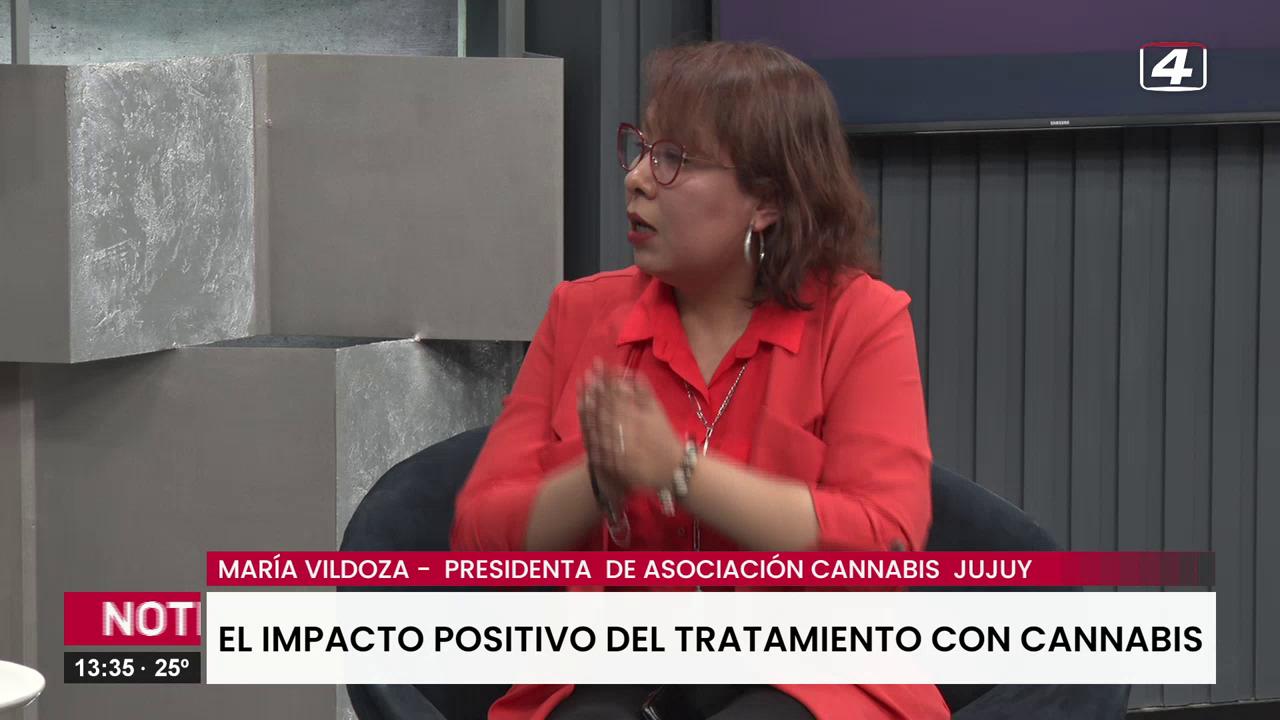 4
SAMSUNG
MARÍA VILDOZA - PRESIDENTA DE ASOCIACIÓN CANNABIS JUJUY
NOTI
EL IMPACTO POSITIVO DEL TRATAMIENTO CON CANNABIS
13:35 · 25º